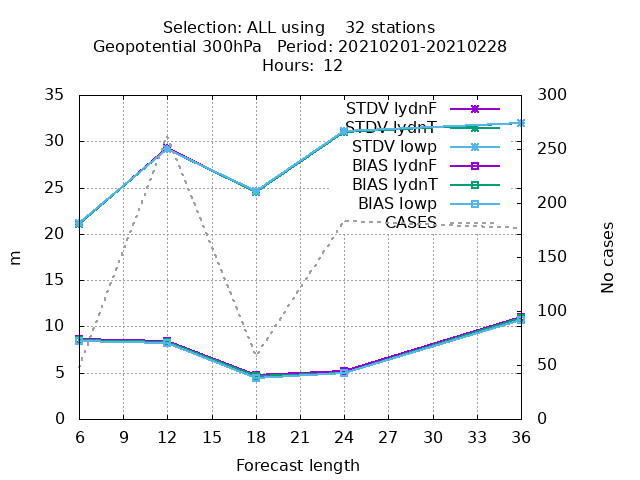 Selection: ALL using    32 stations
Geopotential 300hPa   Period: 20210201-20210228
Hours:  12
35
30
25
20
15
10
5
0
m
300
250
200
150
100
50
0
No cases
STDV lydnF
STDV lydnT
STDV lowp
BIAS lydnF
BIAS lydnT
BIAS lowp
CASES
6 9 12 15 18 21 24 27 30 33 36
Forecast length